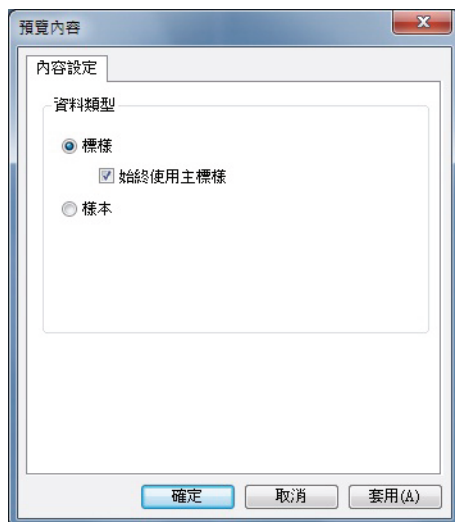 預覽內容
內容設定
資料類型
標樣
始終使用主標樣
樣本
確定
取消
套用(A)